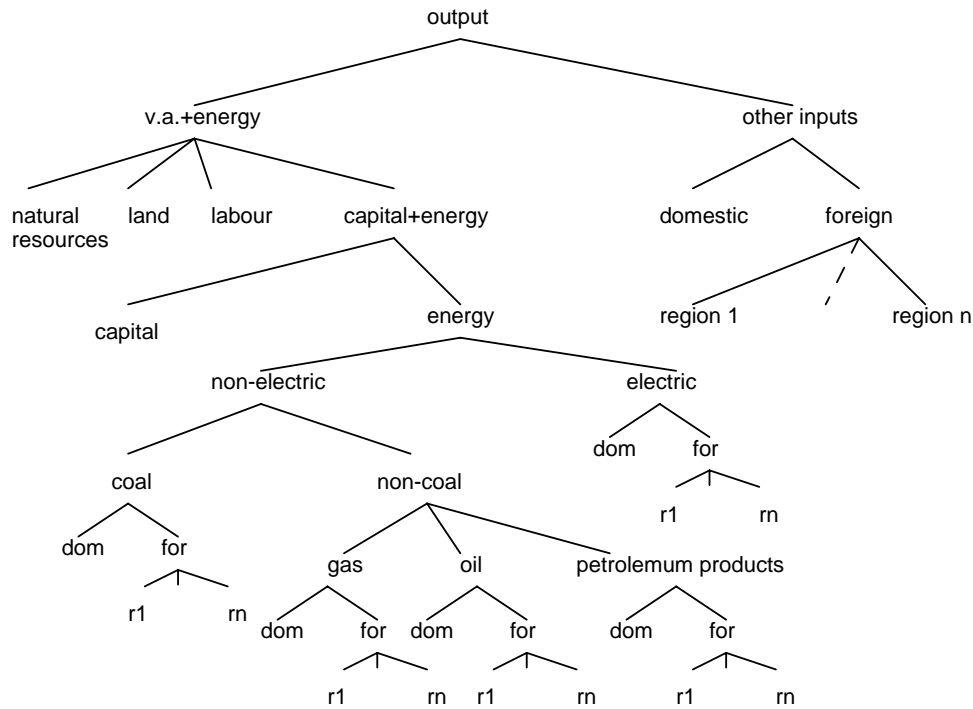 output
v.a.+energy
other inputs
natural
resources
land
labour
capital+energy
domestic
foreign
capital
energy
region 1
region n
non-electric
electric
dom
for
coal
non-coal
r1
rn
dom
for
gas
oil
petrolemum products
r1
rn
dom
for
dom
for
dom
for
r1
rn
r1
rn
r1
rn